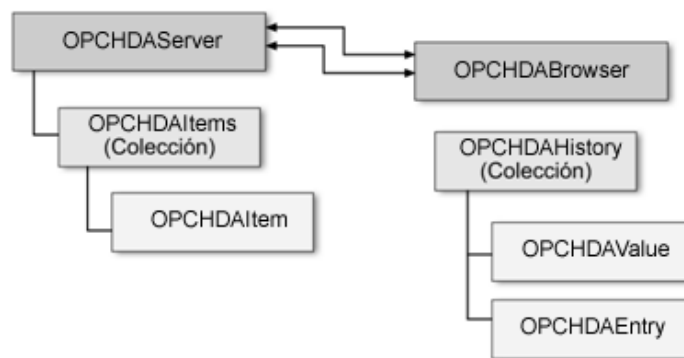 OPCHDAServer
OPCHDABrowser
OPCHDAItems
(Colección)
OPCHDAItem
OPCHDAHistory
(Colección)
OPCHDAValue
OPCHDAEntry